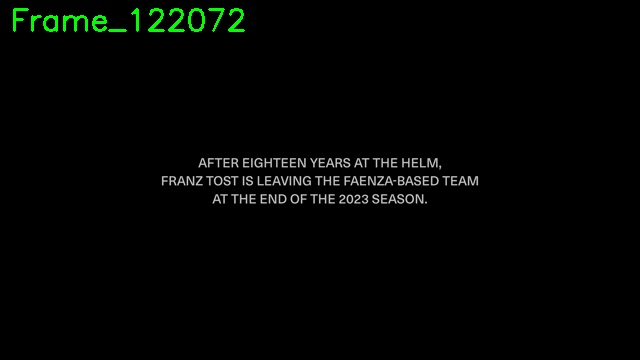 Frame_122072
AFTER EIGHTEEN YEARS AT THE HELM,
FRANZ TOST IS LEAVING THE FAENZA-BASED TEAM
AT THE END OF THE 2023 SEASON.